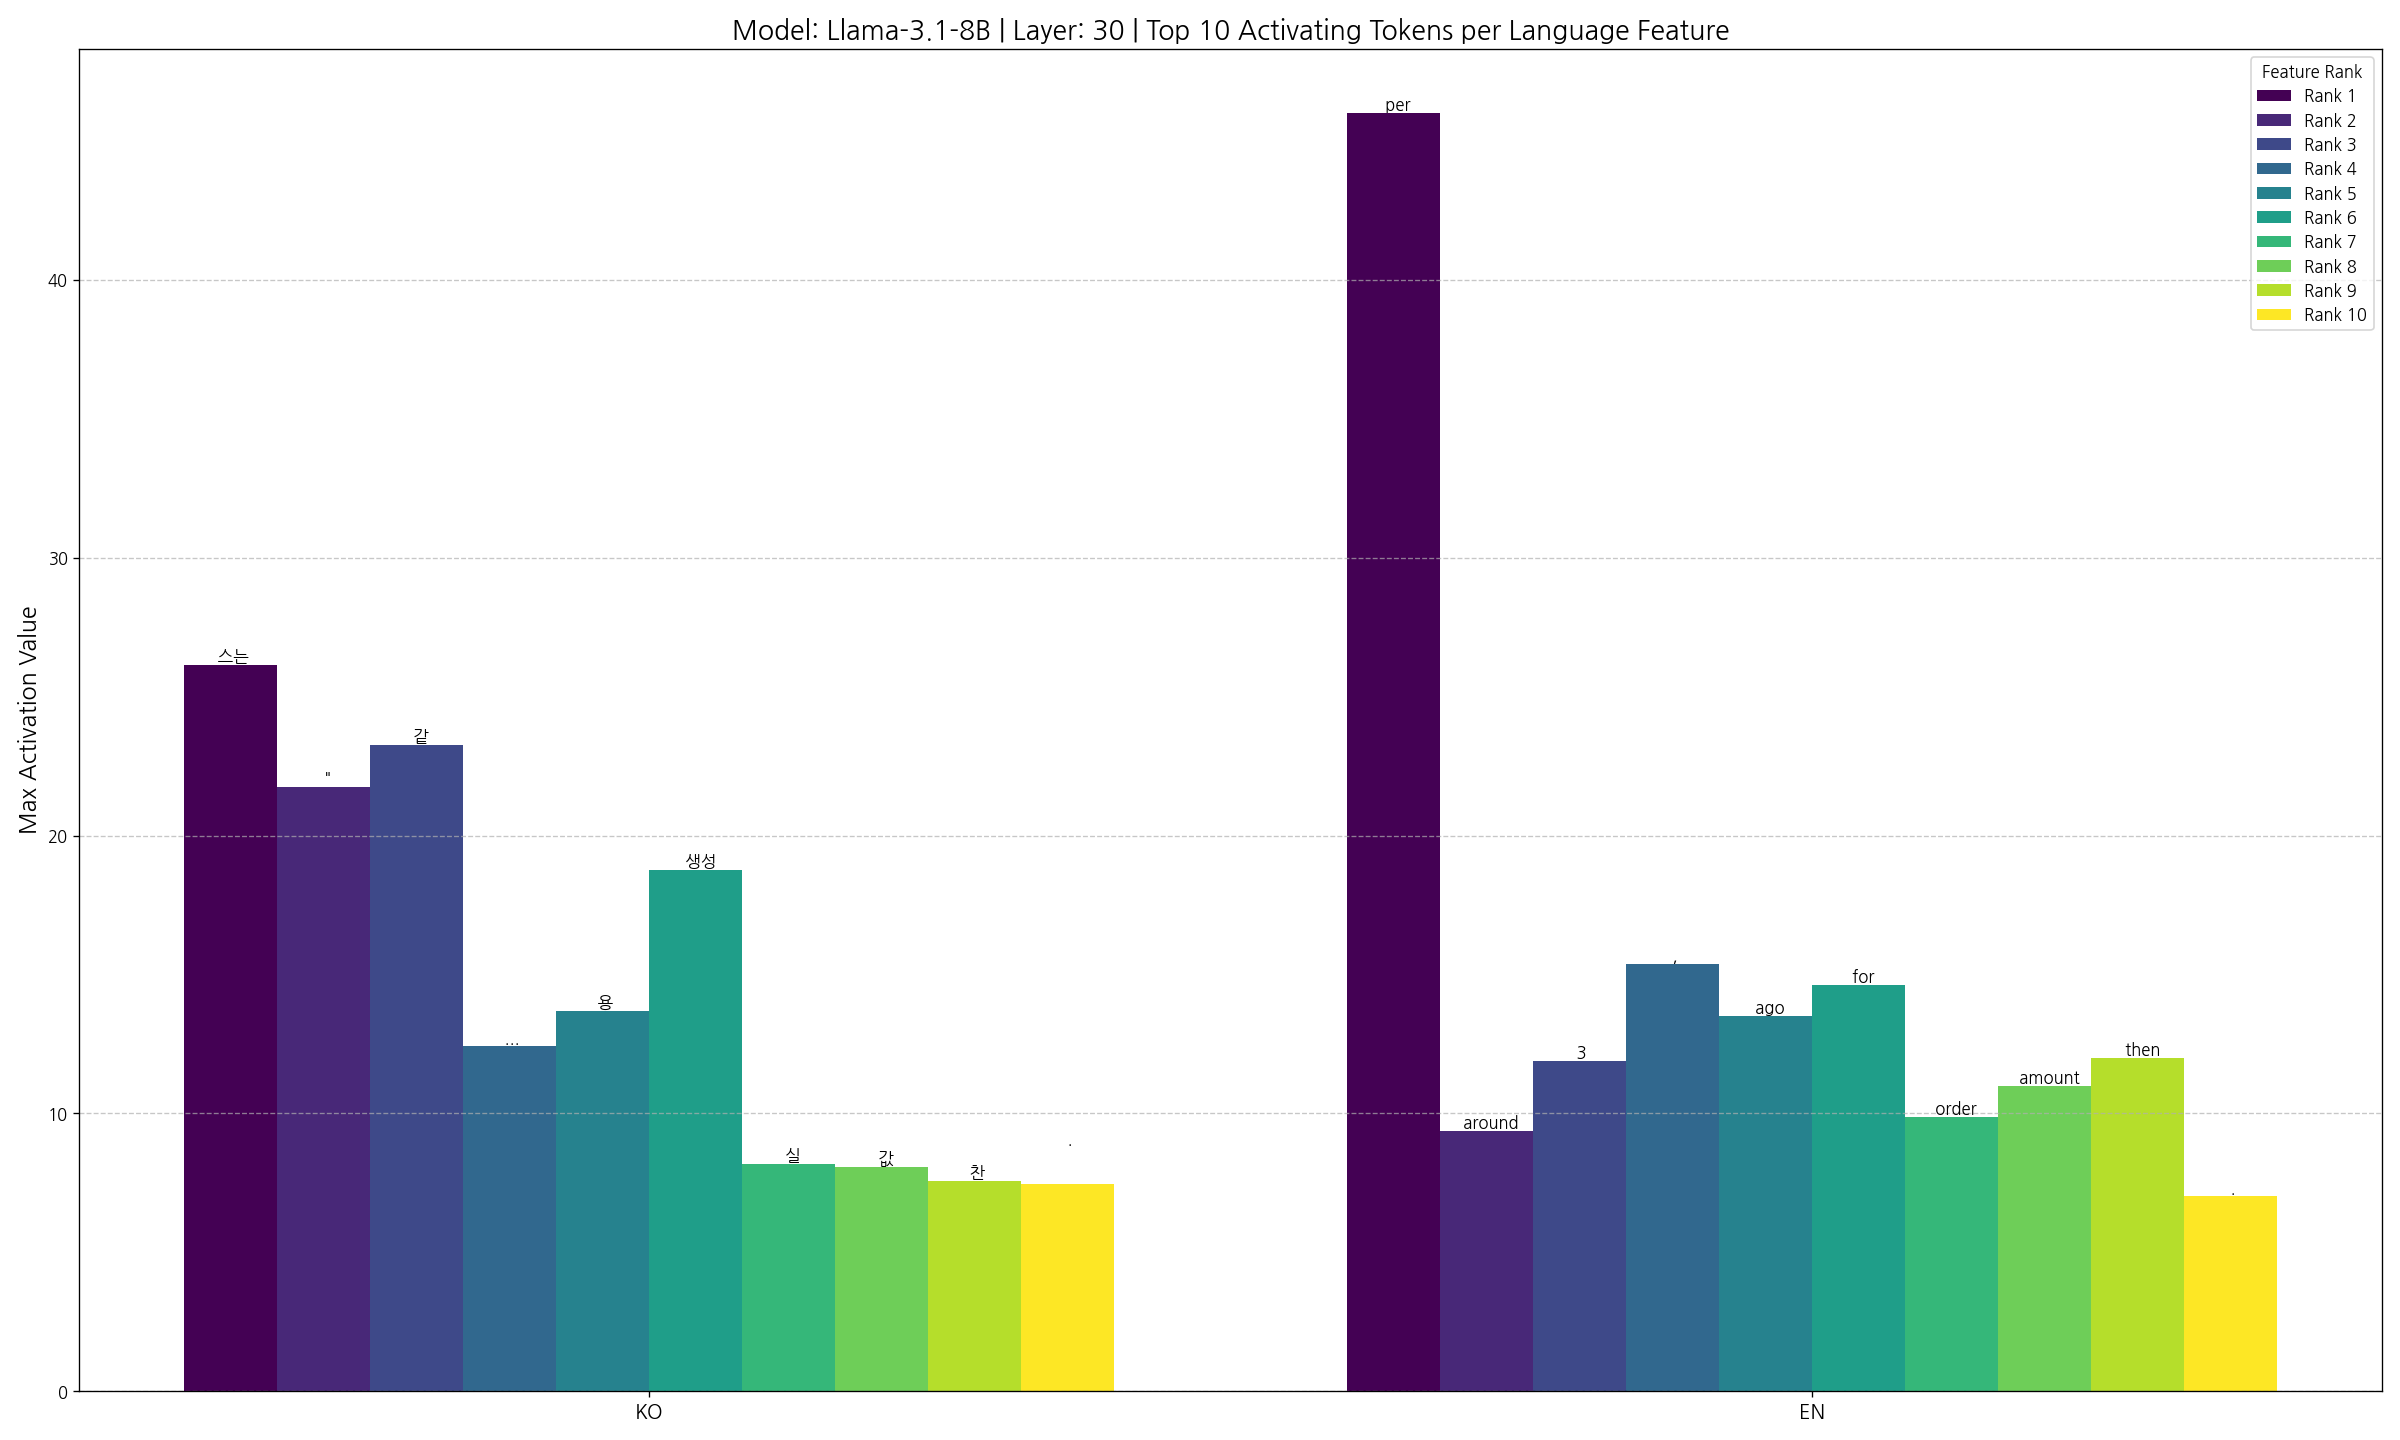 Model: Llama-3.1-8B | Layer: 30 | Top 10 Activating Tokens per Language Feature
Feature Rank
Rank 1
Rank 2
Rank 3
Rank 4
Rank 5
Rank 6
Rank 7
Rank 8
Rank 9
Rank 10
Max Activation Value
40
30
20
10
0
스는
"
같
...
용
생성
실
값
찬
.
per
around
3
,
ago
for
order
amount
then
.
KO
EN